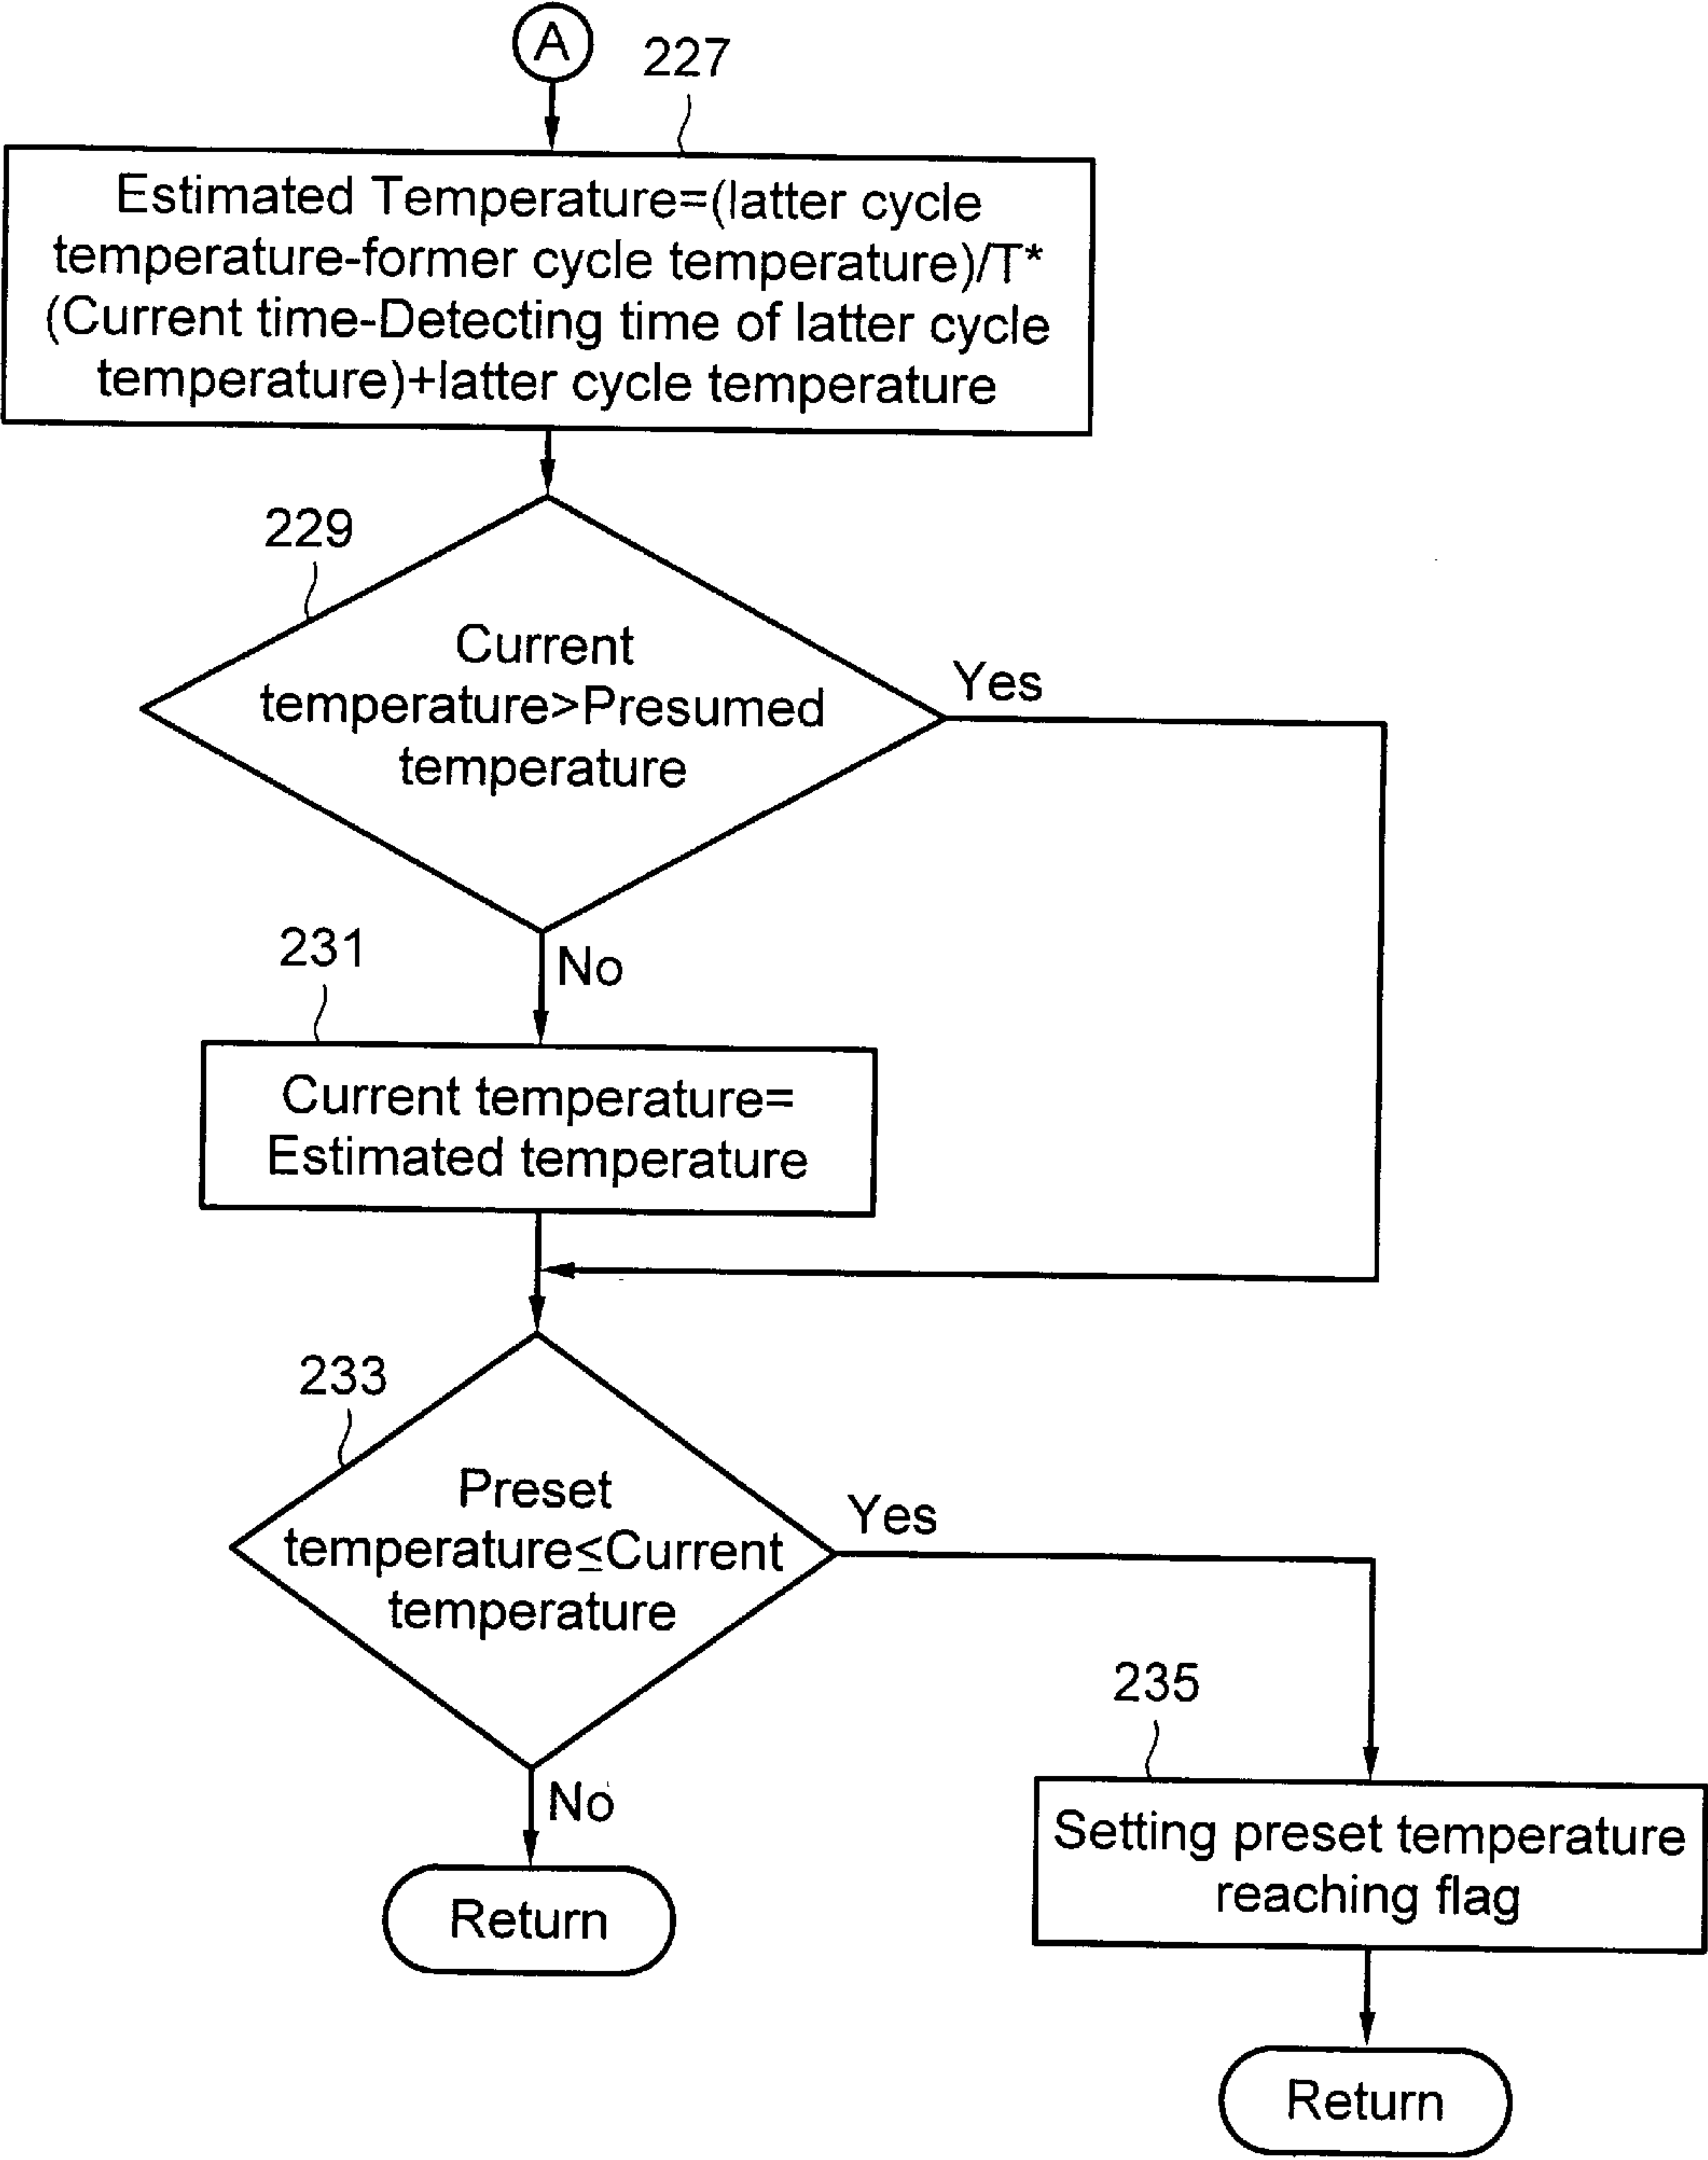 A
227
Estimated Temperature=(latter cycle
temperature-former cycle temperature)/T*
(Current time-Detecting time of latter cycle
temperature)+latter cycle temperature
229
Current
temperature>Presumed
temperature
Yes
No
231
Current temperature=
Estimated temperature
233
Preset
temperature≤Current
temperature
Yes
No
235
Setting preset temperature
reaching flag
Return
Return